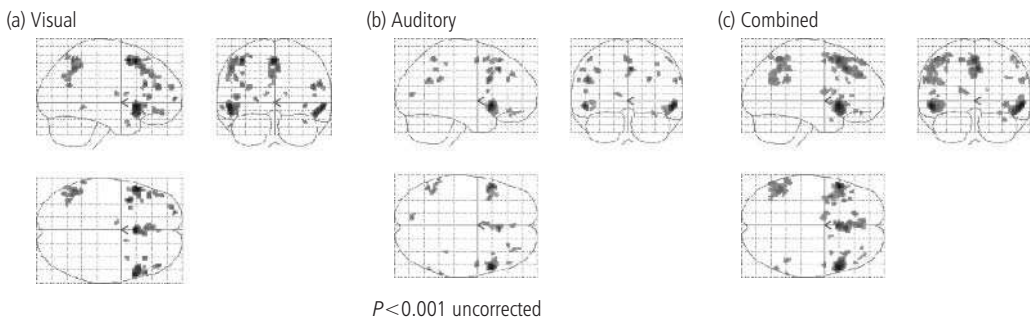 (a) Visual
(b) Auditory
(c) Combined
P<0.001 uncorrected